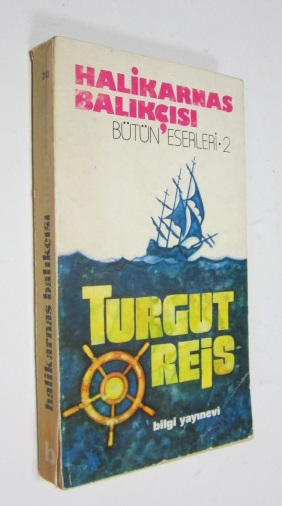 HALİKARNAS
BALIKÇISI
BÜTÜN ESERLERİ•2
TURGUT
REİS
bilgi yayınevi
halikarnas balıkçısı
b